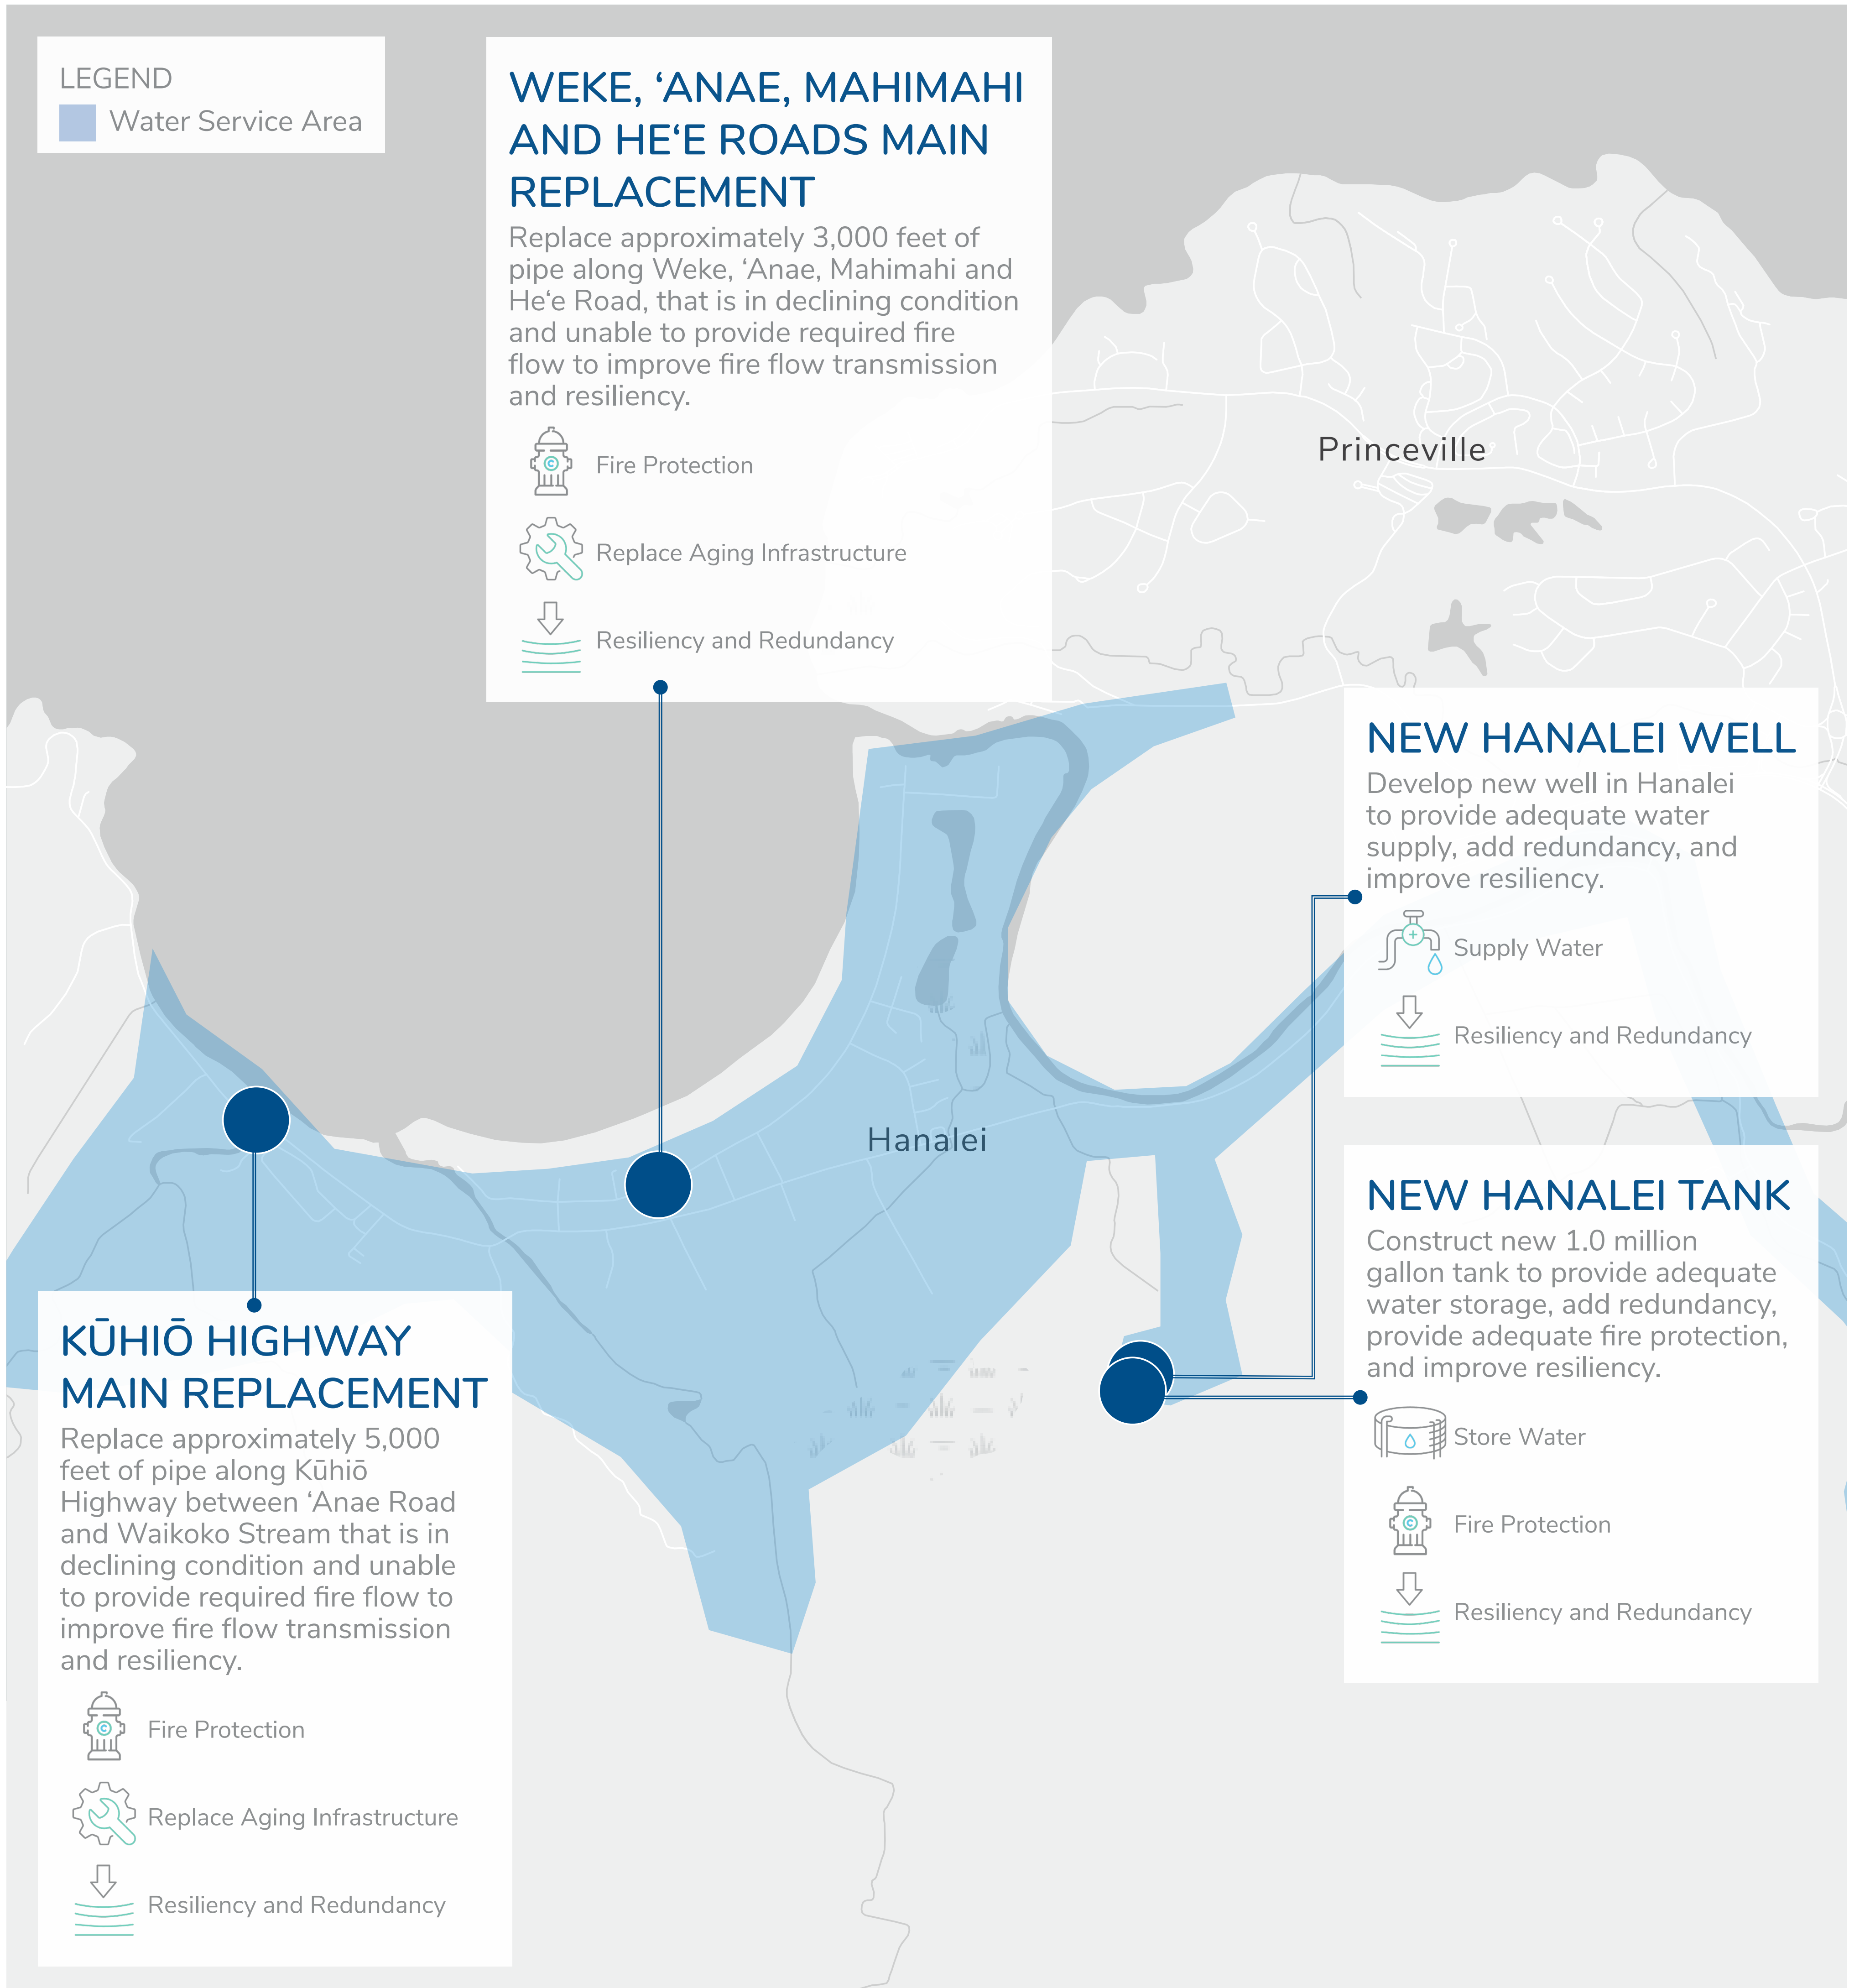 LEGEND
Water Service Area
WEKE, ‘ANAE, MAHIMAHI
AND HE‘E ROADS MAIN
REPLACEMENT
Replace approximately 3,000 feet of
pipe along Weke, ‘Anae, Mahimahi and
He‘e Road, that is in declining condition
and unable to provide required fire
flow to improve fire flow transmission
and resiliency.
Fire Protection
Replace Aging Infrastructure
Resiliency and Redundancy
Princeville
NEW HANALEI WELL
Develop new well in Hanalei
to provide adequate water
supply, add redundancy, and
improve resiliency.
Supply Water
Resiliency and Redundancy
Hanalei
NEW HANALEI TANK
Construct new 1.0 million
gallon tank to provide adequate
water storage, add redundancy,
provide adequate fire protection,
and improve resiliency.
Store Water
Fire Protection
Resiliency and Redundancy
KŪHIŌ HIGHWAY
MAIN REPLACEMENT
Replace approximately 5,000
feet of pipe along Kūhiō
Highway between ‘Anae Road
and Waikoko Stream that is in
declining condition and unable
to provide required fire flow to
improve fire flow transmission
and resiliency.
Fire Protection
Replace Aging Infrastructure
Resiliency and Redundancy